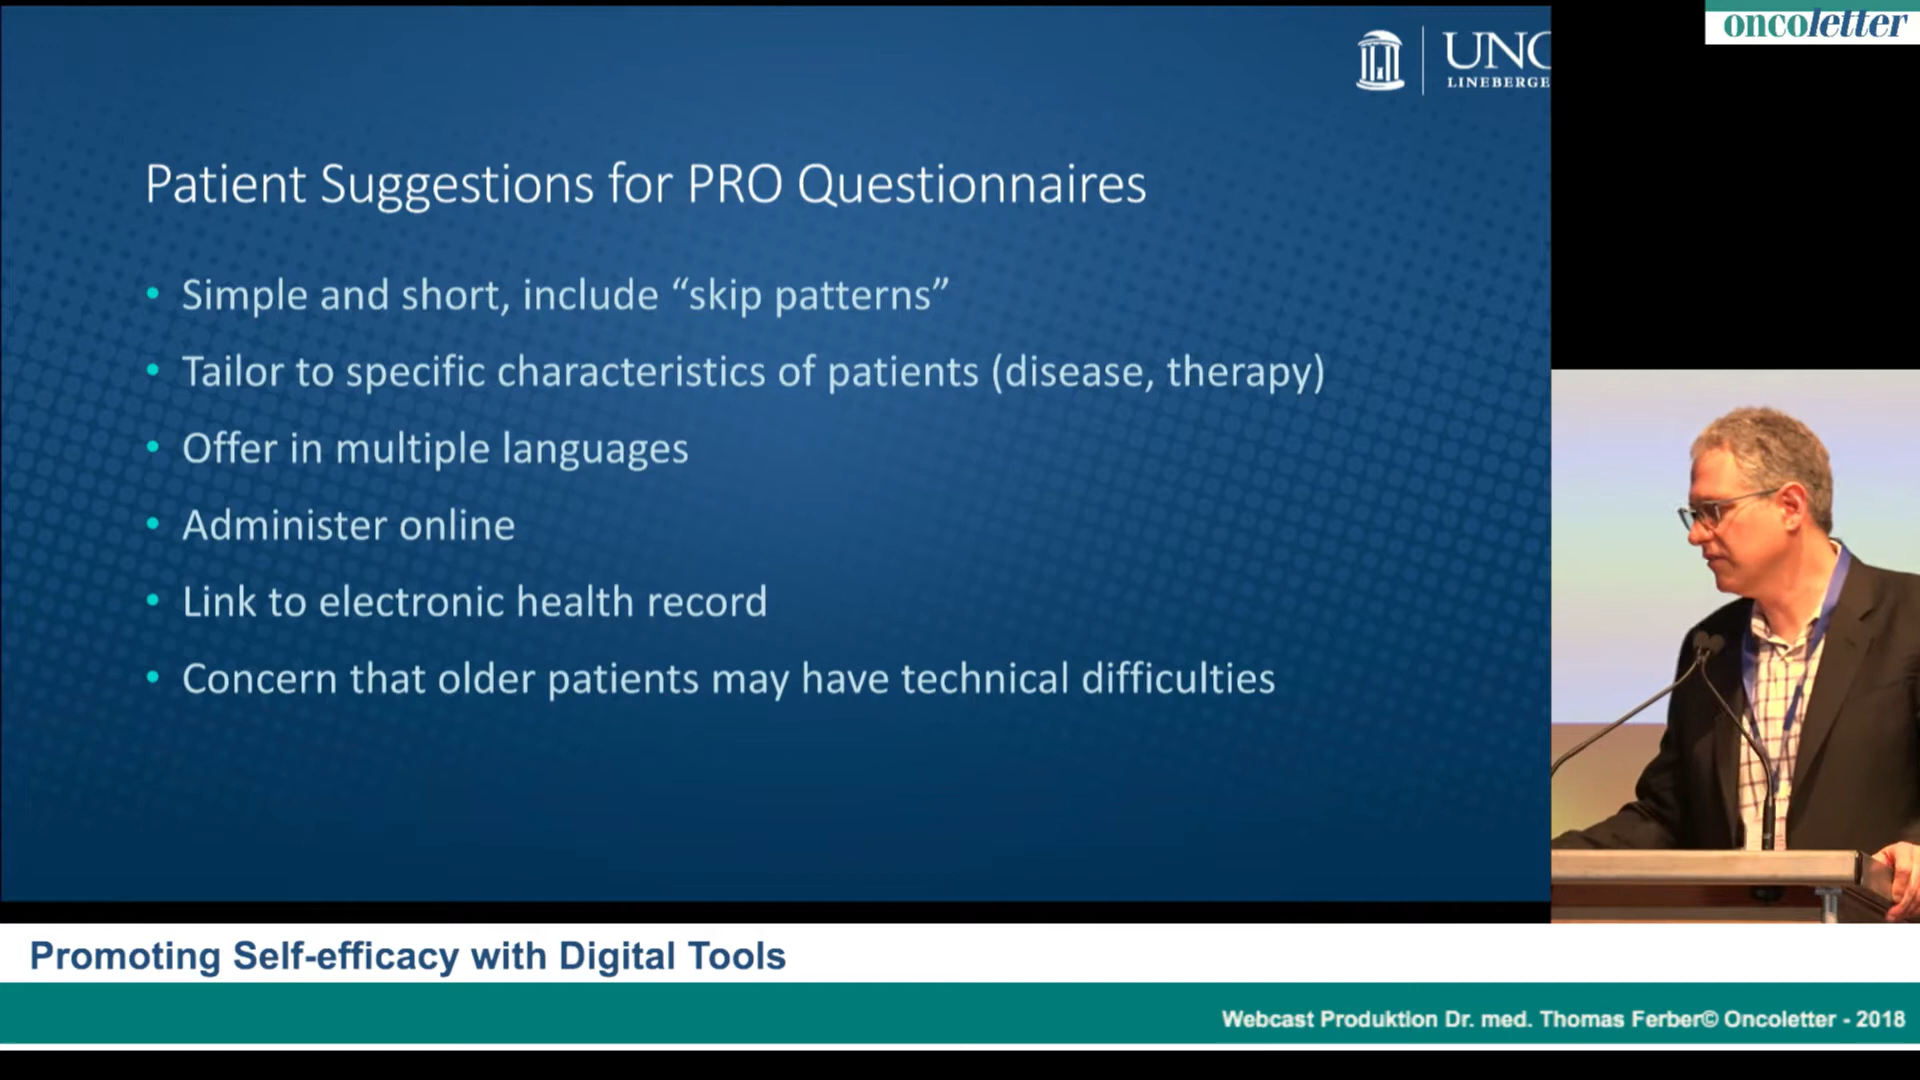 oncoletter
UNC
LINEBERGE
Patient Suggestions for PRO Questionnaires
• Simple and short, include “skip patterns”
• Tailor to specific characteristics of patients (disease, therapy)
• Offer in multiple languages
• Administer online
• Link to electronic health record
• Concern that older patients may have technical difficulties
Promoting Self-efficacy with Digital Tools
Webcast Produktion Dr. med. Thomas Ferber© Oncoletter - 2018